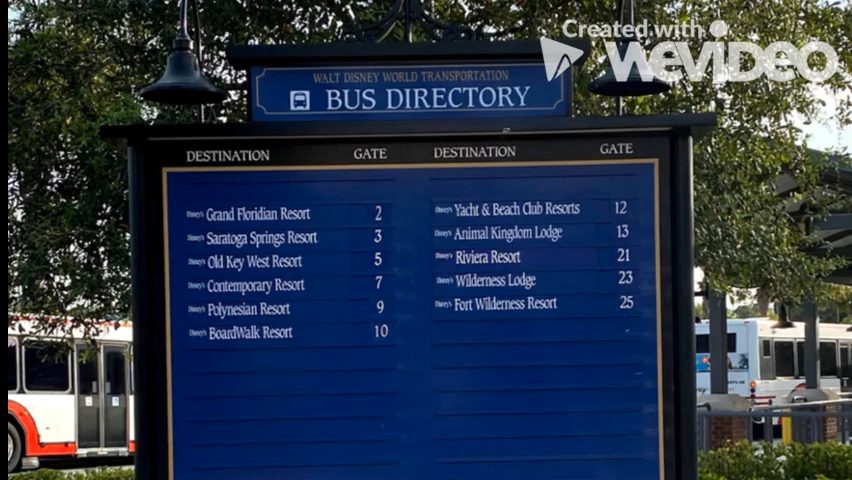 Created with
WEVIDEO
WALT DISNEY WORLD TRANSPORTATION
BUS DIRECTORY
DESTINATION GATE DESTINATION GATE
Disney's Grand Floridian Resort 2
Disney's Saratoga Springs Resort 3
Disney's Old Key West Resort 5
Disney's Contemporary Resort 7
Disney's Polynesian Resort 9
Disney's BoardWalk Resort 10
Disney's Yacht & Beach Club Resorts 12
Disney's Animal Kingdom Lodge 13
Disney's Riviera Resort 21
Disney's Wilderness Lodge 23
Disney's Fort Wilderness Resort 25